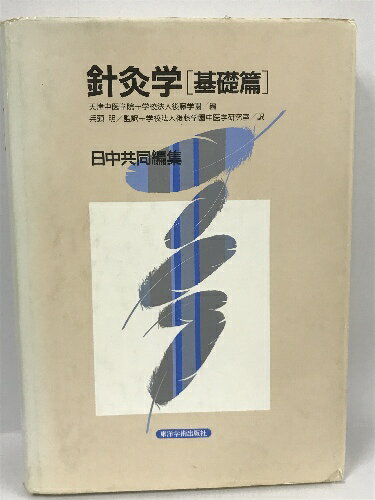 針灸学［基礎篇］
天津中医学院＋学校法人後藤学園 編
兵頭 明／監訳＋学校法人後藤学園中医学研究室／訳
日中共同編集
東洋学術出版社